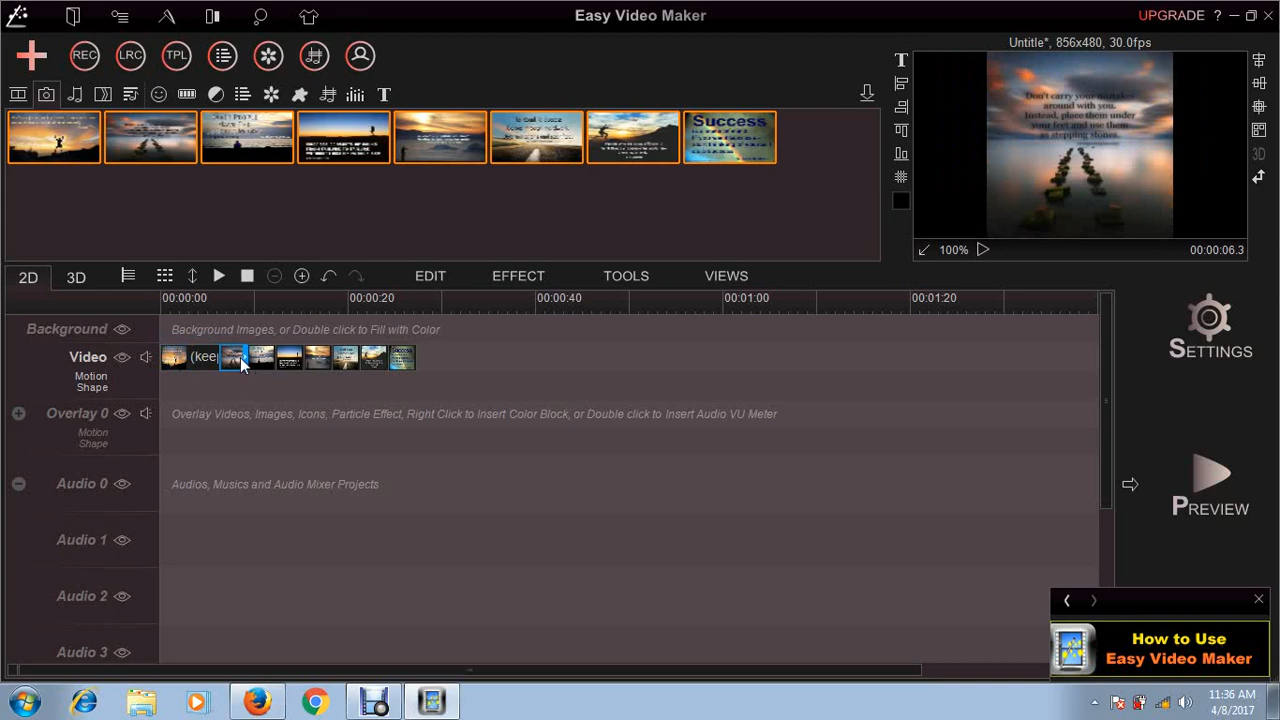 Easy Video Maker
UPGRADE ?
REC LRC TPL
Untitle*, 856x480, 30.0fps
T
Don't carry your mistakes
around with you.
Instead, place them under
your feet and use them
as stepping stones.
Success
3D
100% 00:00:06.3
2D 3D EDIT EFFECT TOOLS VIEWS
00:00:00 00:00:20 00:00:40 00:01:00 00:01:20
Background Background Images, or Double click to Fill with Color
Video (keep
Motion
Shape
Overlay 0 Overlay Videos, Images, Icons, Particle Effect, Right Click to Insert Color Block, or Double click to Insert Audio VU Meter
Motion
Shape
Audio 0 Audios, Musics and Audio Mixer Projects
Audio 1
Audio 2
Audio 3
SETTINGS
PREVIEW
How to Use
Easy Video Maker
11:36 AM
4/8/2017